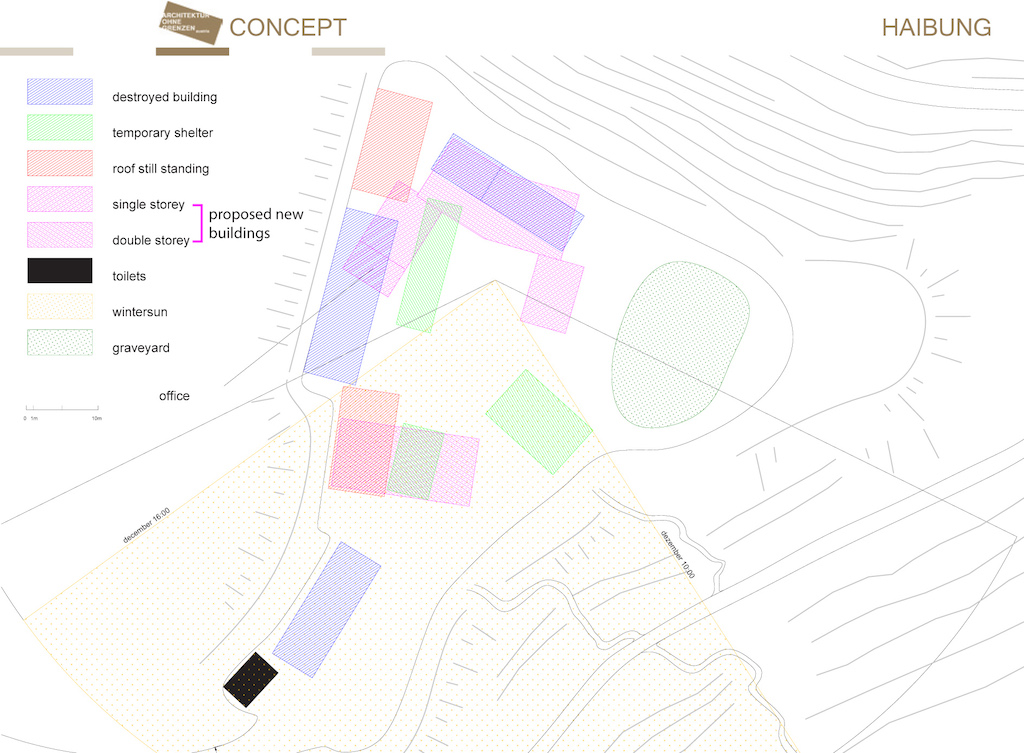 ARCHITEKTUR
OHNE
GRENZEN austria
CONCEPT
HAIBUNG
destroyed building
temporary shelter
roof still standing
single storey
proposed new
buildings
double storey
toilets
wintersun
graveyard
office
0 1m 10m
december 16:00
dezember 10:00